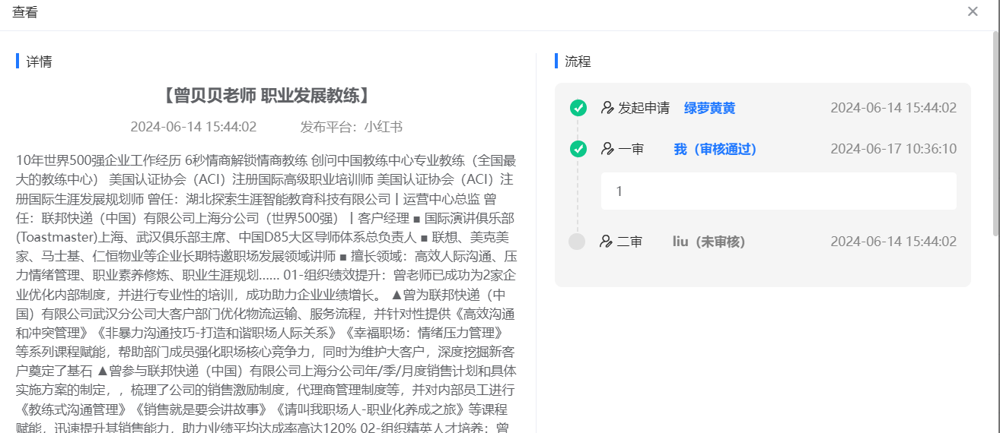 查看
详情
【曾贝贝老师 职业发展教练】
2024-06-14 15:44:02 发布平台：小红书
10年世界500强企业工作经历 6秒情商解锁情商教练 创问中国教练中心专业教练（全国最
大的教练中心） 美国认证协会（ACI）注册国际高级职业培训师 美国认证协会（ACI）注
册国际生涯发展规划师 曾任：湖北探索生涯智能教育科技有限公司丨运营中心总监 曾
任：联邦快递（中国）有限公司上海分公司（世界500强）丨客户经理 ■ 国际演讲俱乐部
(Toastmaster)上海、武汉俱乐部主席、中国D85大区导师体系总负责人 ■ 联想、美克美
家、马士基、仁恒物业等企业长期特邀职场发展领域讲师 ■ 擅长领域：高效人际沟通、压
力情绪管理、职业素养修炼、职业生涯规划…… 01-组织绩效提升：曾老师已成功为2家企
业优化内部制度，并进行专业性的培训，成功助力企业业绩增长。 ▲曾为联邦快递（中
国）有限公司武汉分公司大客户部门优化物流运输、服务流程，并针对性提供《高效沟通
和冲突管理》《非暴力沟通技巧-打造和谐职场人际关系》《幸福职场：情绪压力管理》
等系列课程赋能，帮助部门成员强化职场核心竞争力，同时为维护大客户，深度挖掘新客
户奠定了基石 ▲曾参与联邦快递（中国）有限公司上海分公司年/季/月度销售计划和具体
实施方案的制定，，梳理了公司的销售激励制度，代理商管理制度等，并对内部员工进行
《教练式沟通管理》《销售就是要会讲故事》《请叫我职场人-职业化养成之旅》等课程
赋能，迅速提升其销售能力，助力业绩平均达成率高达120% 02-组织精英人才培养：曾
流程
发起申请 绿萝黄黄 2024-06-14 15:44:02
一审 我（审核通过） 2024-06-17 10:36:10
1
二审 liu（未审核） 2024-06-14 15:44:02